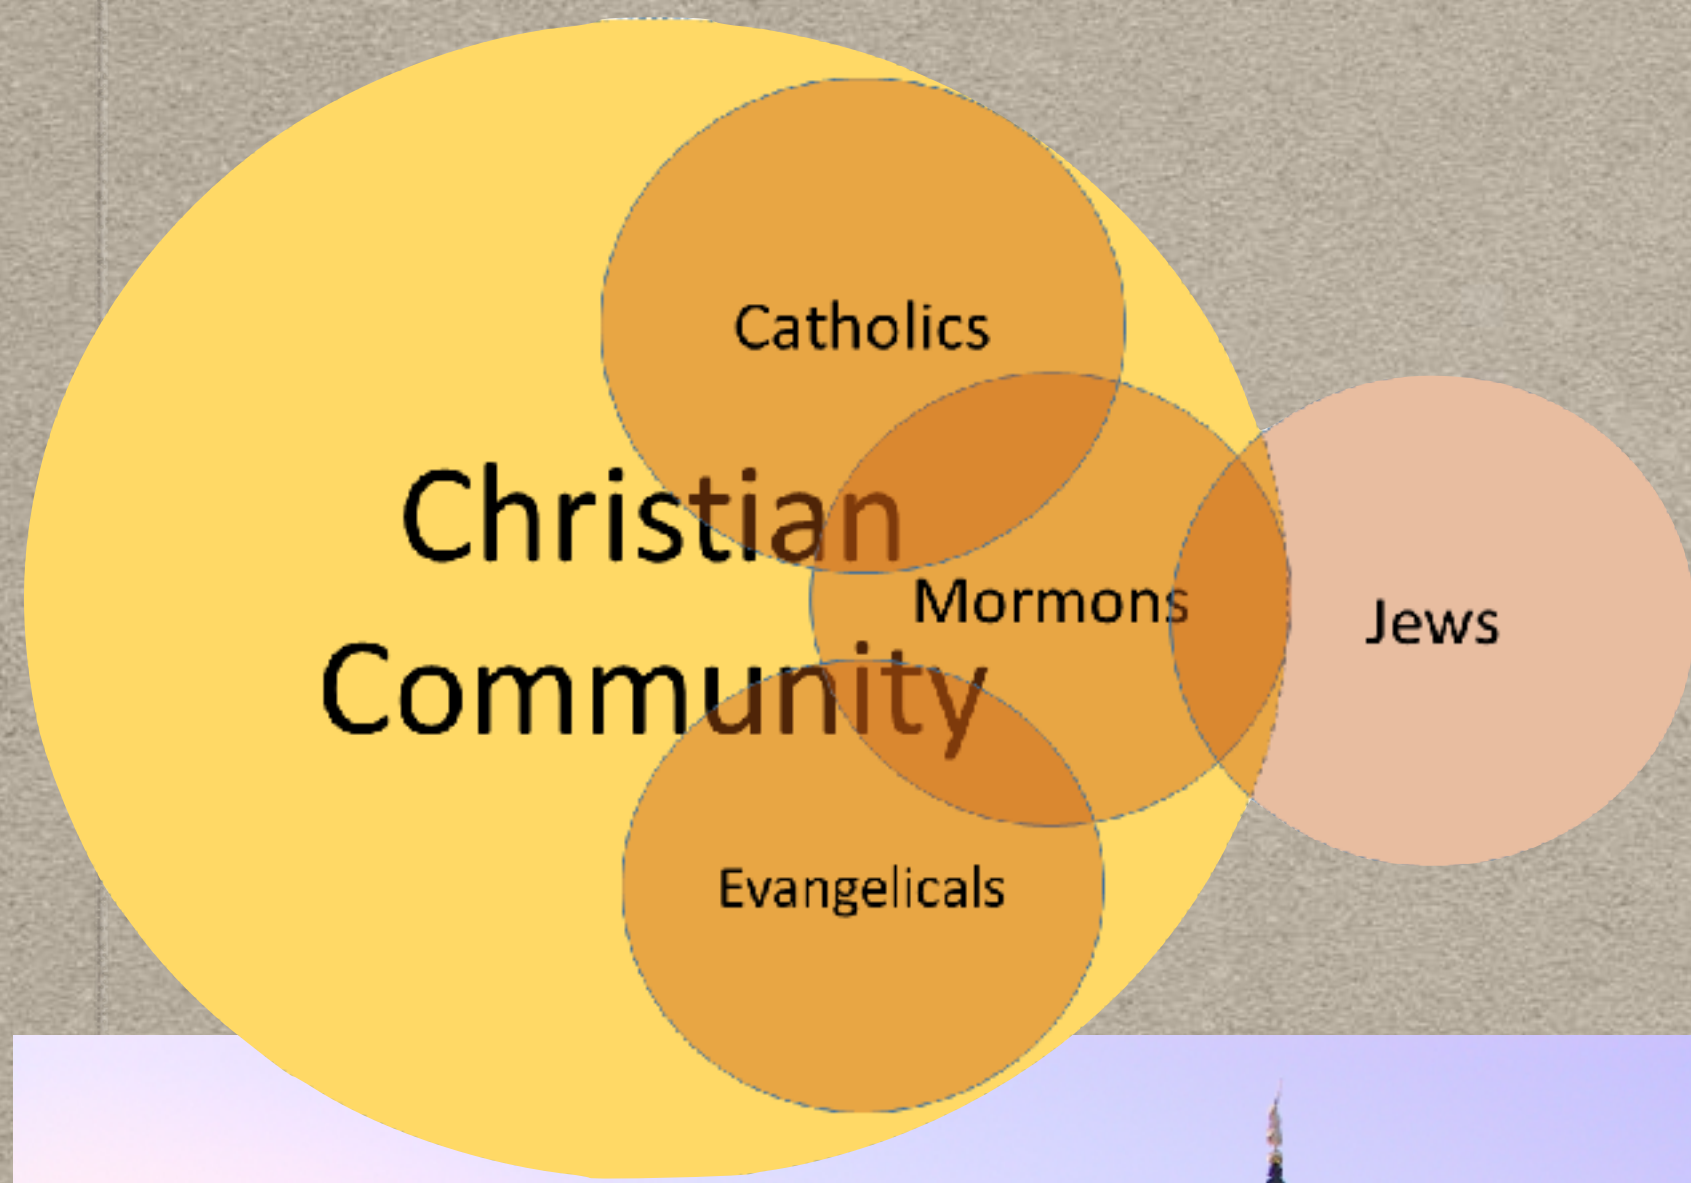 Catholics
Christian
Mormons
Jews
Community
Evangelicals